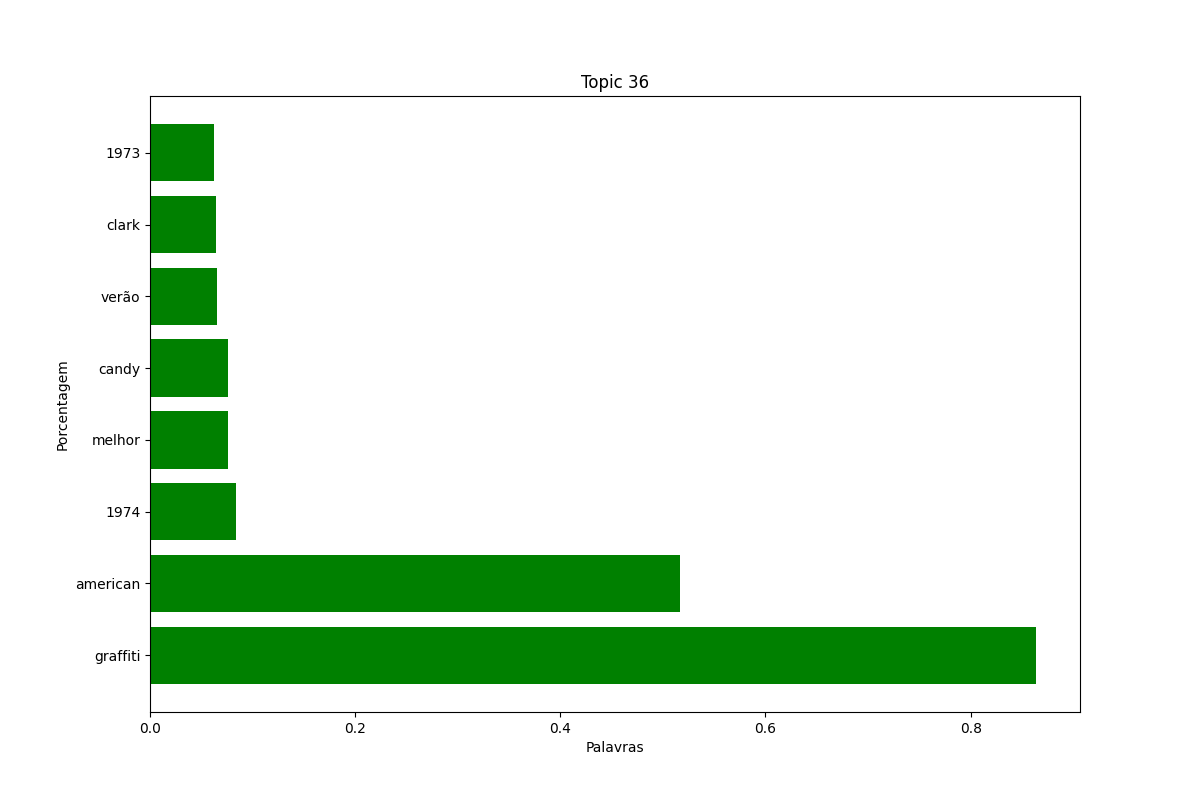 Topic 36
1973
clark
verão
candy
melhor
1974
american
graffiti
Porcentagem
0.0 0.2 0.4 0.6 0.8
Palavras